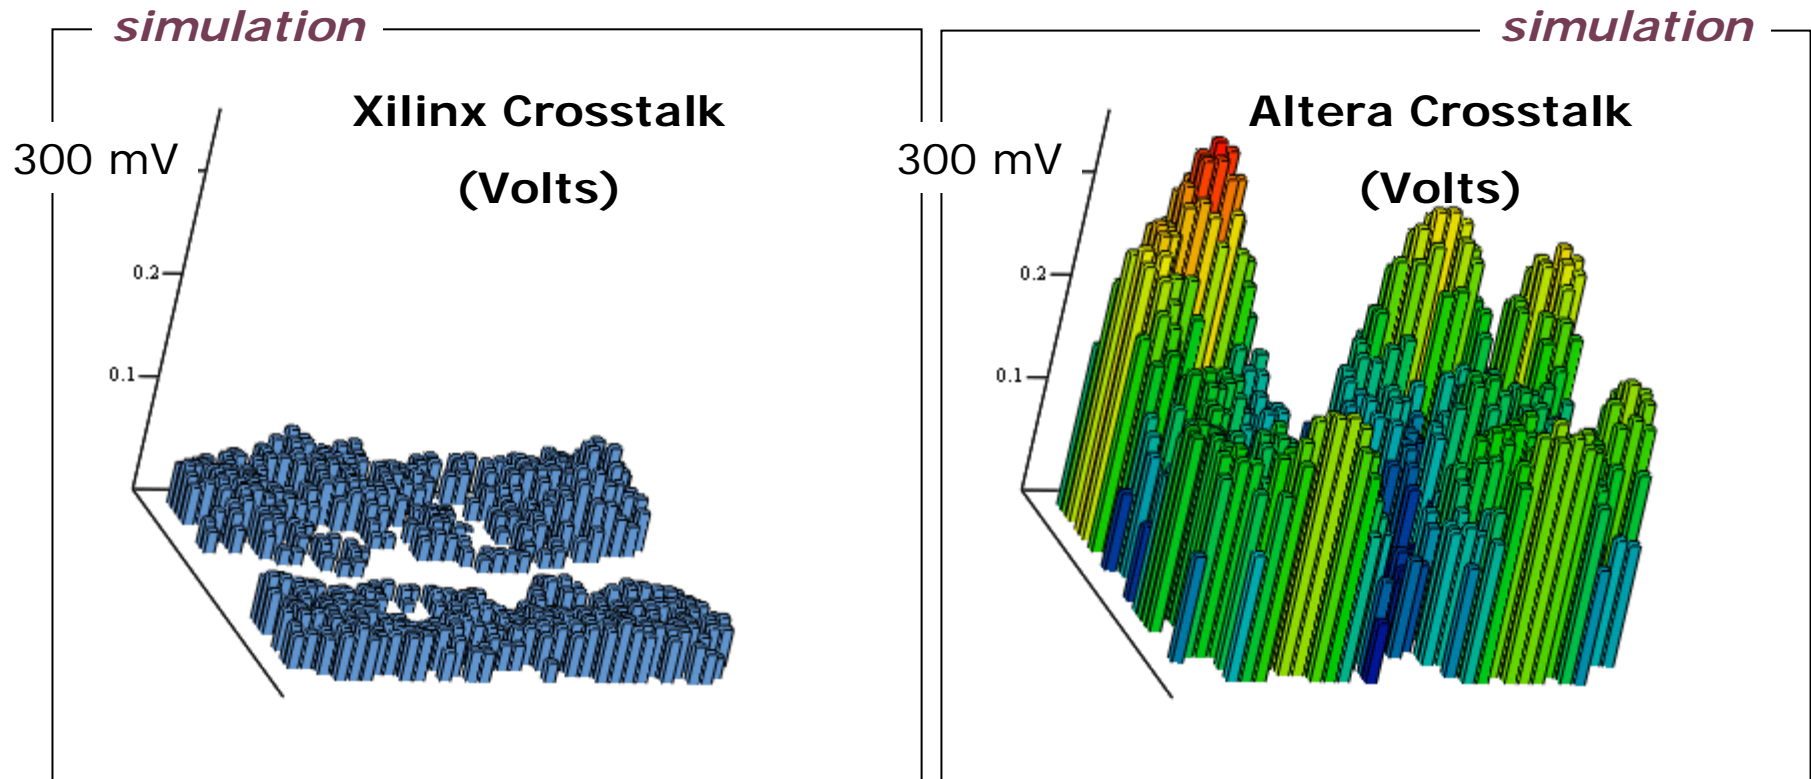 simulation
Xilinx Crosstalk
(Volts)
300 mV
0.2
0.1
simulation
Altera Crosstalk
(Volts)
300 mV
0.2
0.1